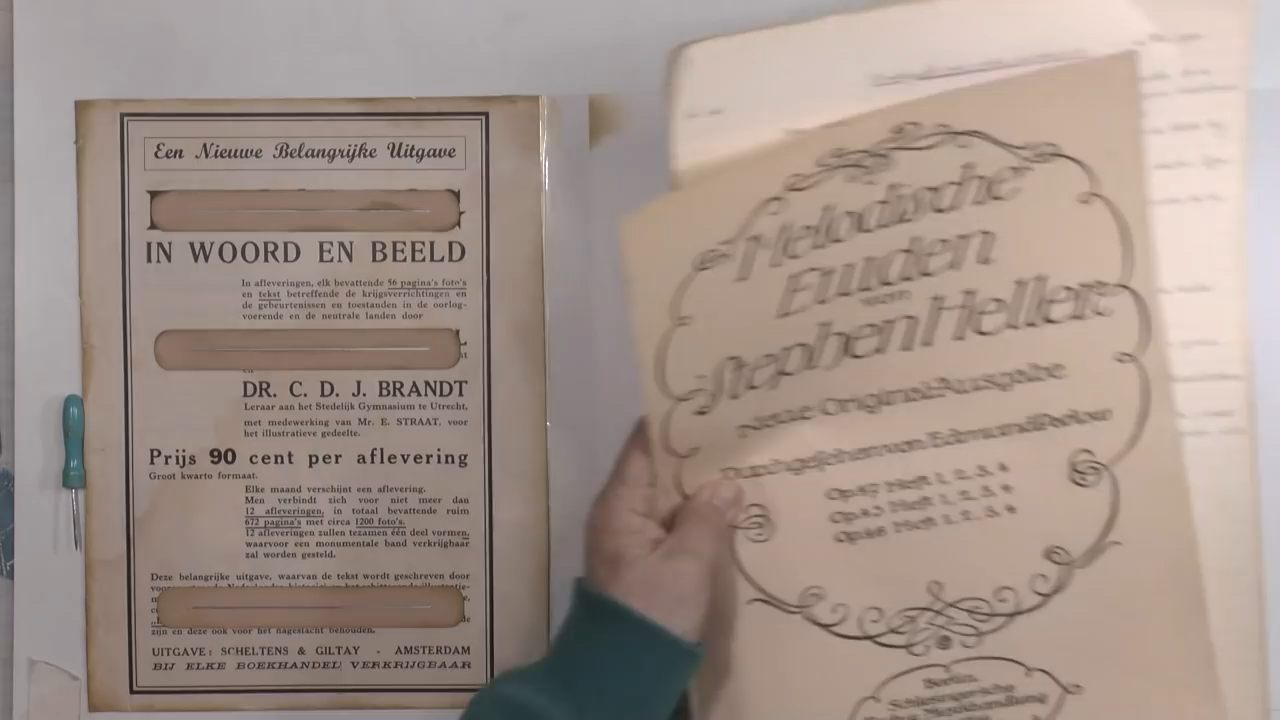 Een Nieuwe Belangrijke Uitgave
IN WOORD EN BEELD
In afleveringen, elk bevattende 56 pagina's foto's
en tekst betreffende de krijgsverrichtingen en
de gebeurtenissen en toestanden in de oorlog-
voerende en de neutrale landen door
DR. C. D. J. BRANDT
Leraar aan het Stedelijk Gymnasium te Utrecht,
met medewerking van Mr. E. STRAAT, voor
het illustratieve gedeelte.
Prijs 90 cent per aflevering
Groot kwarto formaat.
Elke maand verschijnt een aflevering.
Men verbindt zich voor niet meer dan
12 afleveringen, in totaal bevattende ruim
672 pagina's met circa 1200 foto's.
12 afleveringen zullen tezamen één deel vormen,
waarvoor een monumentale band verkrijgbaar
zal worden gesteld.
Deze belangrijke uitgave, waarvan de tekst wordt geschreven door
zijn en deze ook voor het nageslacht behouden.
UITGAVE: SCHELTENS & GILTAY - AMSTERDAM
BIJ ELKE BOEKHANDEL VERKRIJGBAAR
Melodische
Etuden
von
Stephen Heller
Neue Original-Ausgabe
Durchgesehen von Edmund Parlow
Op. 47 Heft 1, 2, 3, 4
Op. 45 Heft 1, 2, 3, 4
Op. 46 Heft 1, 2, 3, 4
Berlin
Schlesinger'sche